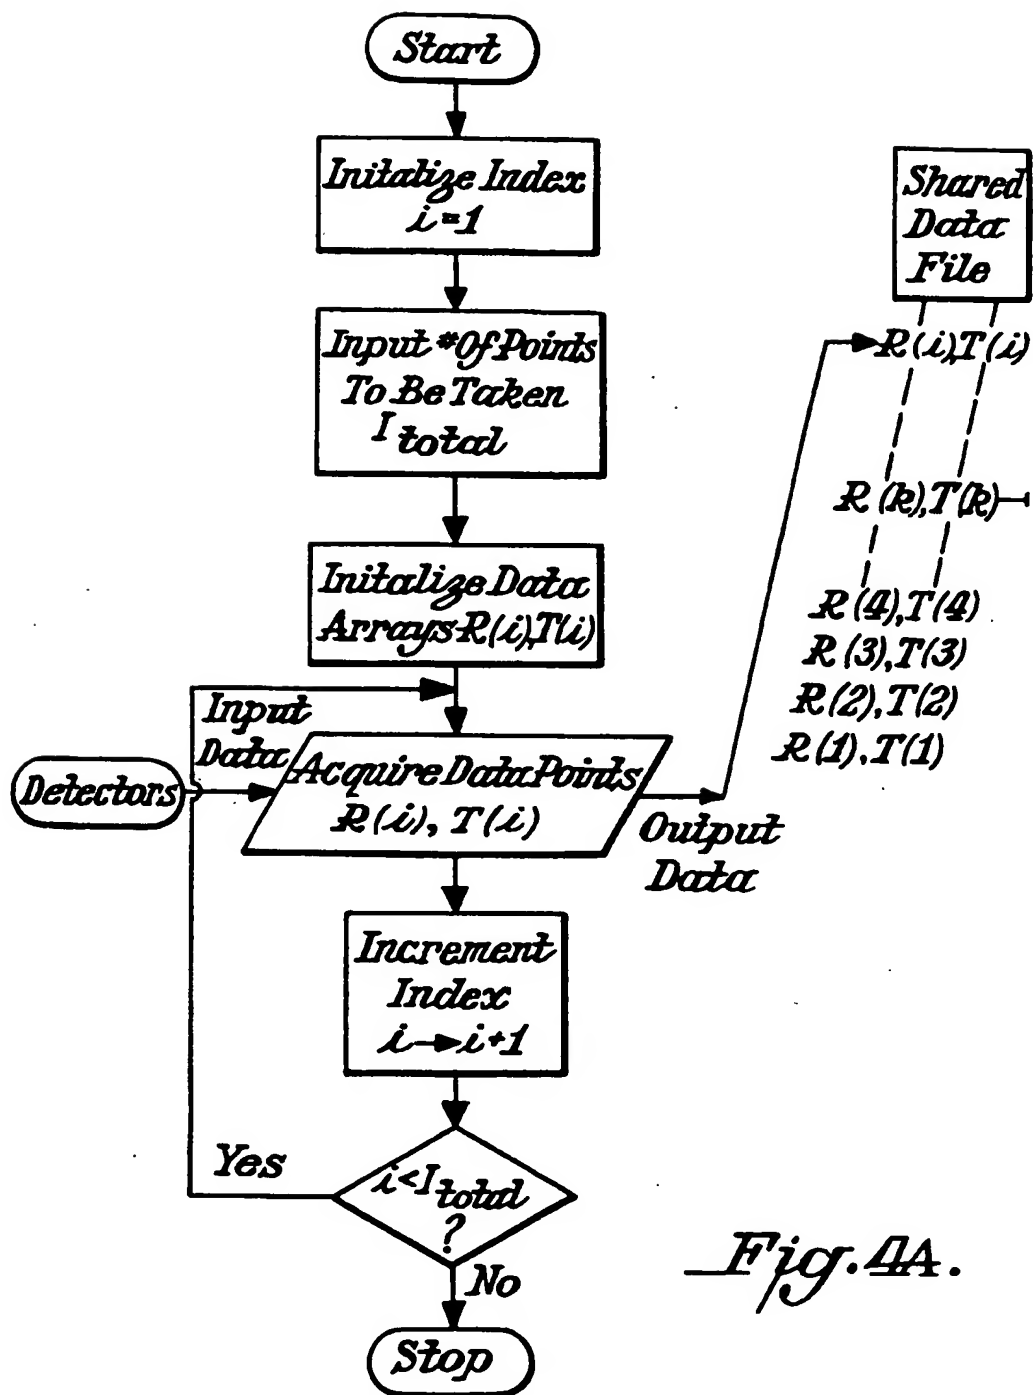 Start
Initalize Index
i=1
Input #Of Points
To Be Taken
I total
Initalize Data
Arrays R(i),T(i)
Input
Data
Detectors
Acquire Data Points
R(i), T(i)
Output
Data
Increment
Index
i→i+1
Yes
i<I total
?
No
Stop
Shared
Data
File
R(i),T(i)
R(k),T(k)
R(4),T(4)
R(3),T(3)
R(2),T(2)
R(1),T(1)
Fig. 4A.